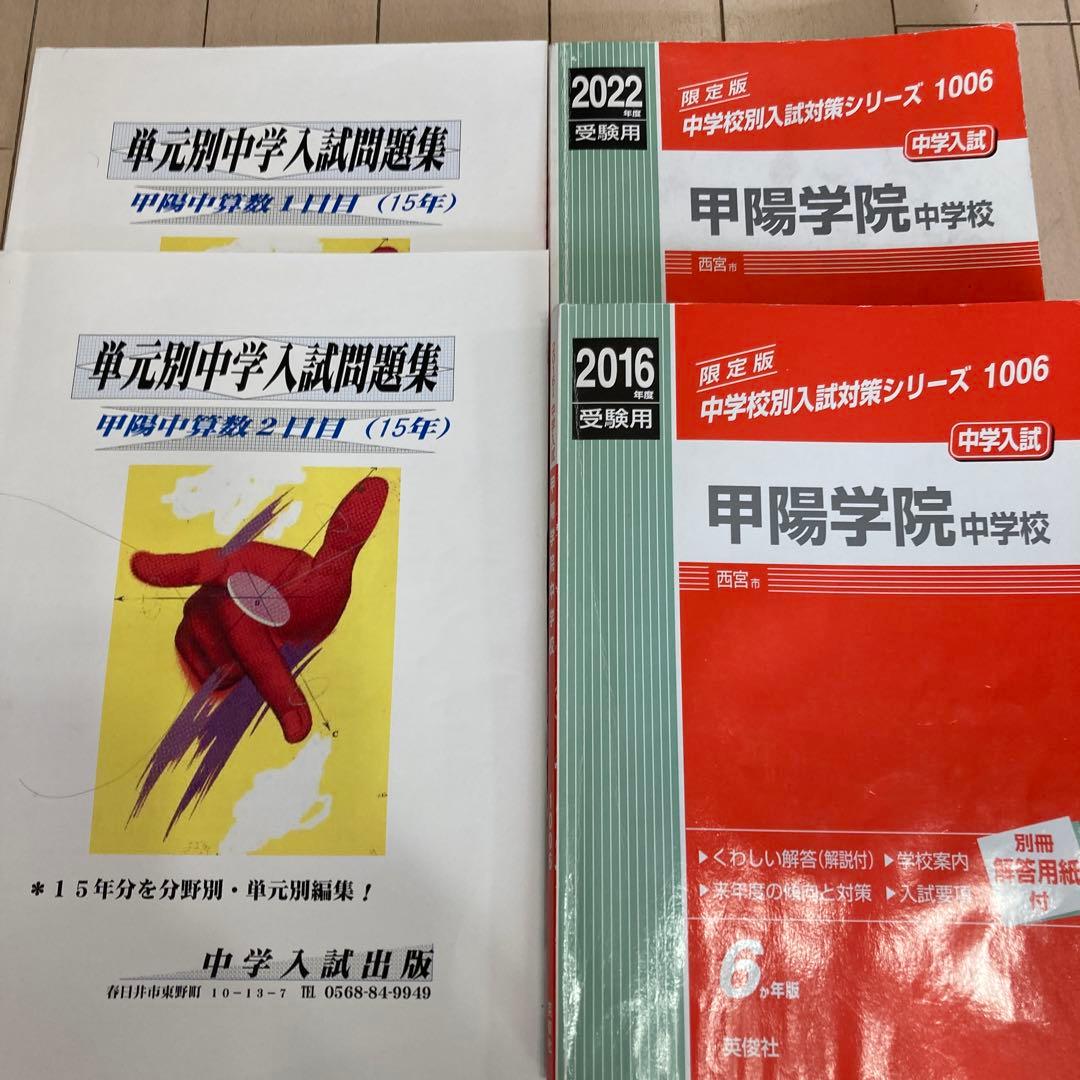 単元別中学入試問題集
甲陽中算数1日目 (15年)
単元別中学入試問題集
甲陽中算数2日目 (15年)
*15年分を分野別・単元別編集!
中学入試出版
春日井市東野町 10-13-7 TEL 0568-84-9949
2022年度
受験用
限定版
中学校別入試対策シリーズ 1006
中学入試
甲陽学院中学校
西宮市
2016年度
受験用
限定版
中学校別入試対策シリーズ 1006
中学入試
甲陽学院中学校
西宮市
▶くわしい解答(解説付) ▶学校案内
▶来年度の傾向と対策 ▶入試要項
別冊
解答用紙
付
6ヵ年版
英俊社